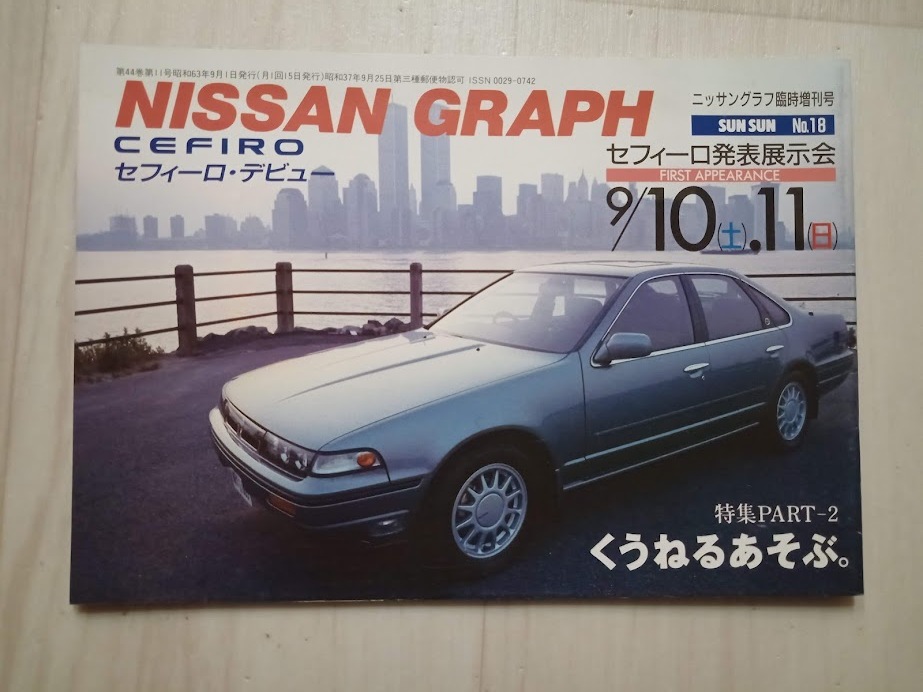 第44巻第11号昭和63年9月1日発行(月1回15日発行)昭和37年9月25日第三種郵便物認可 ISSN 0029-0742
NISSAN GRAPH
ニッサングラフ臨時増刊号
SUN SUN No.18
CEFIRO
セフィーロ・デビュー
セフィーロ発表展示会
FIRST APPEARANCE
9/10(土).11(日)
特集PART-2
くうねるあそぶ。